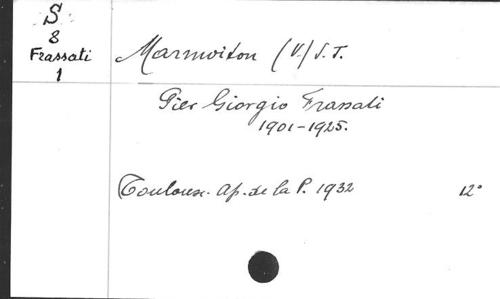 S
8
Frassati
1
Marmoiton (V.) S.T.
Pier Giorgio Frassati
1901-1925.
Toulouse. Ap. de la P. 1932 12°